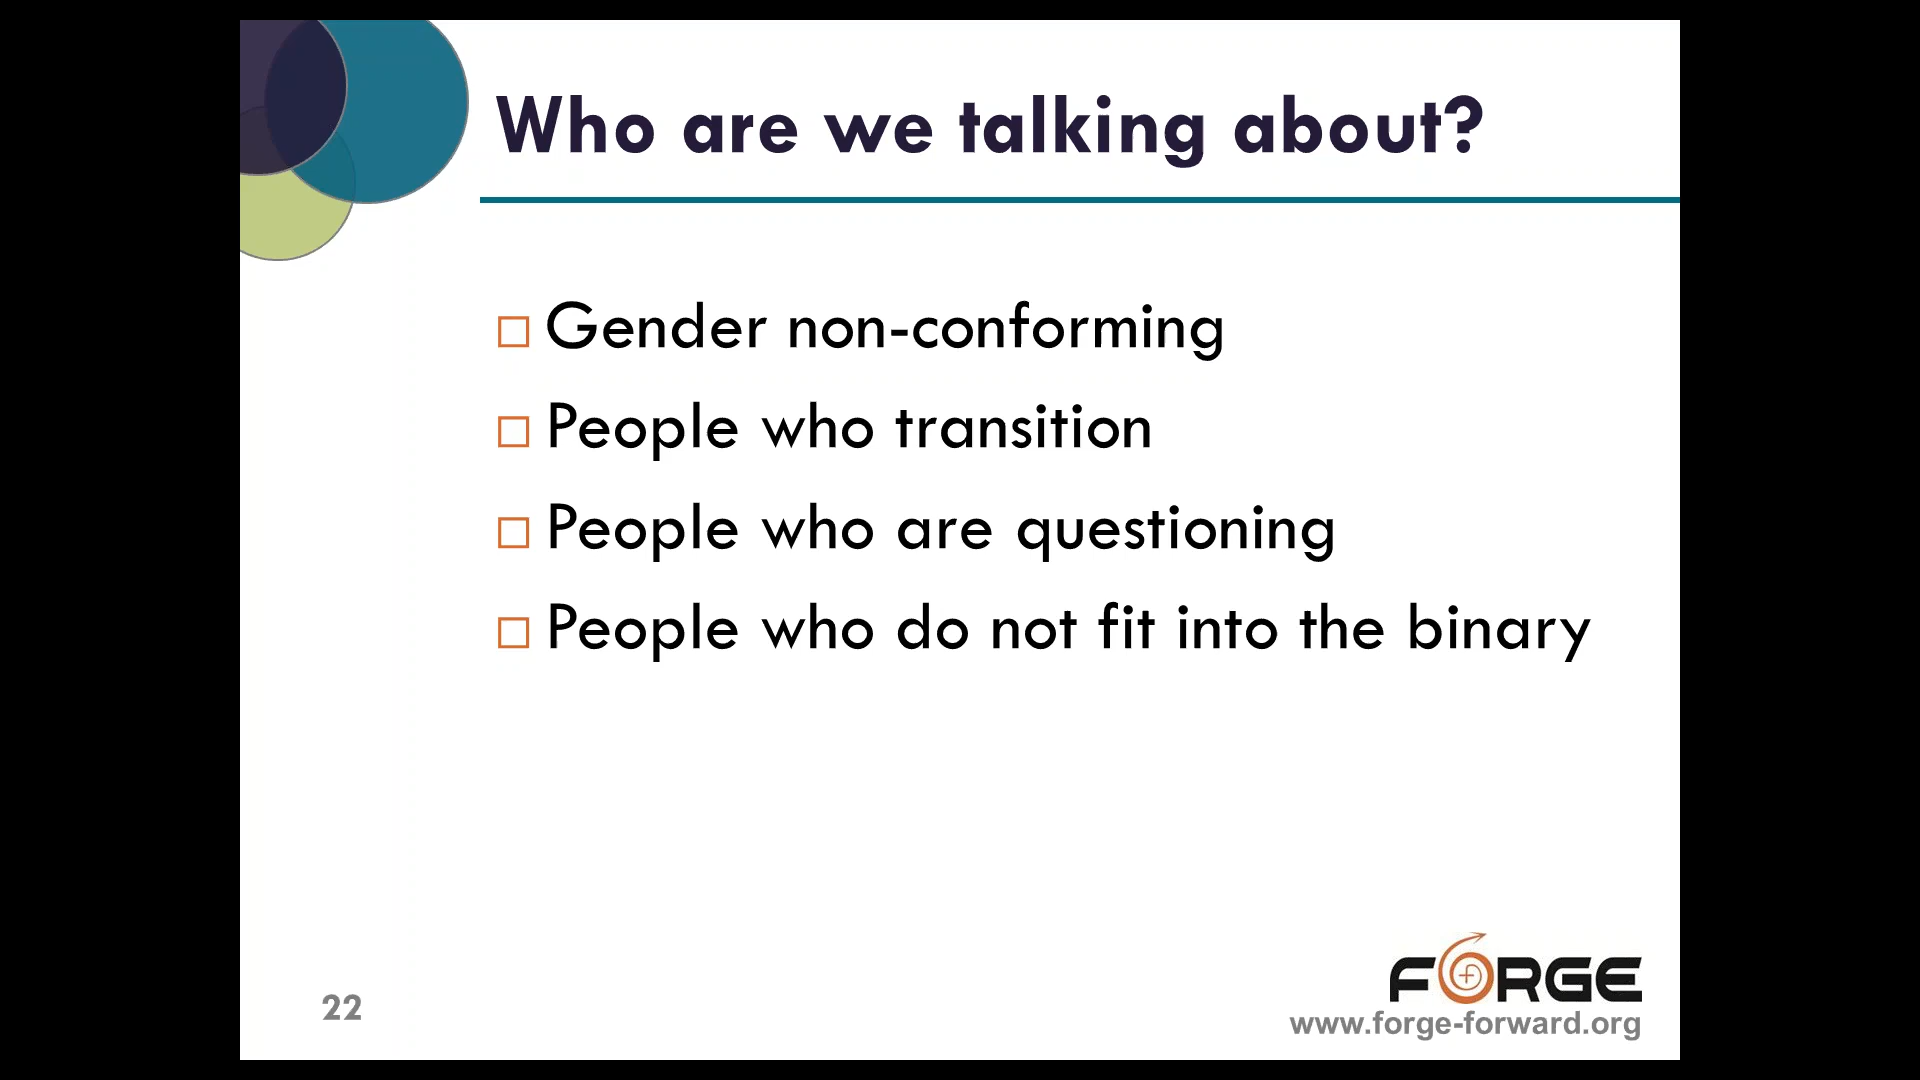 Who are we talking about?
Gender non-conforming
People who transition
People who are questioning
People who do not fit into the binary
22
FORGE
www.forge-forward.org